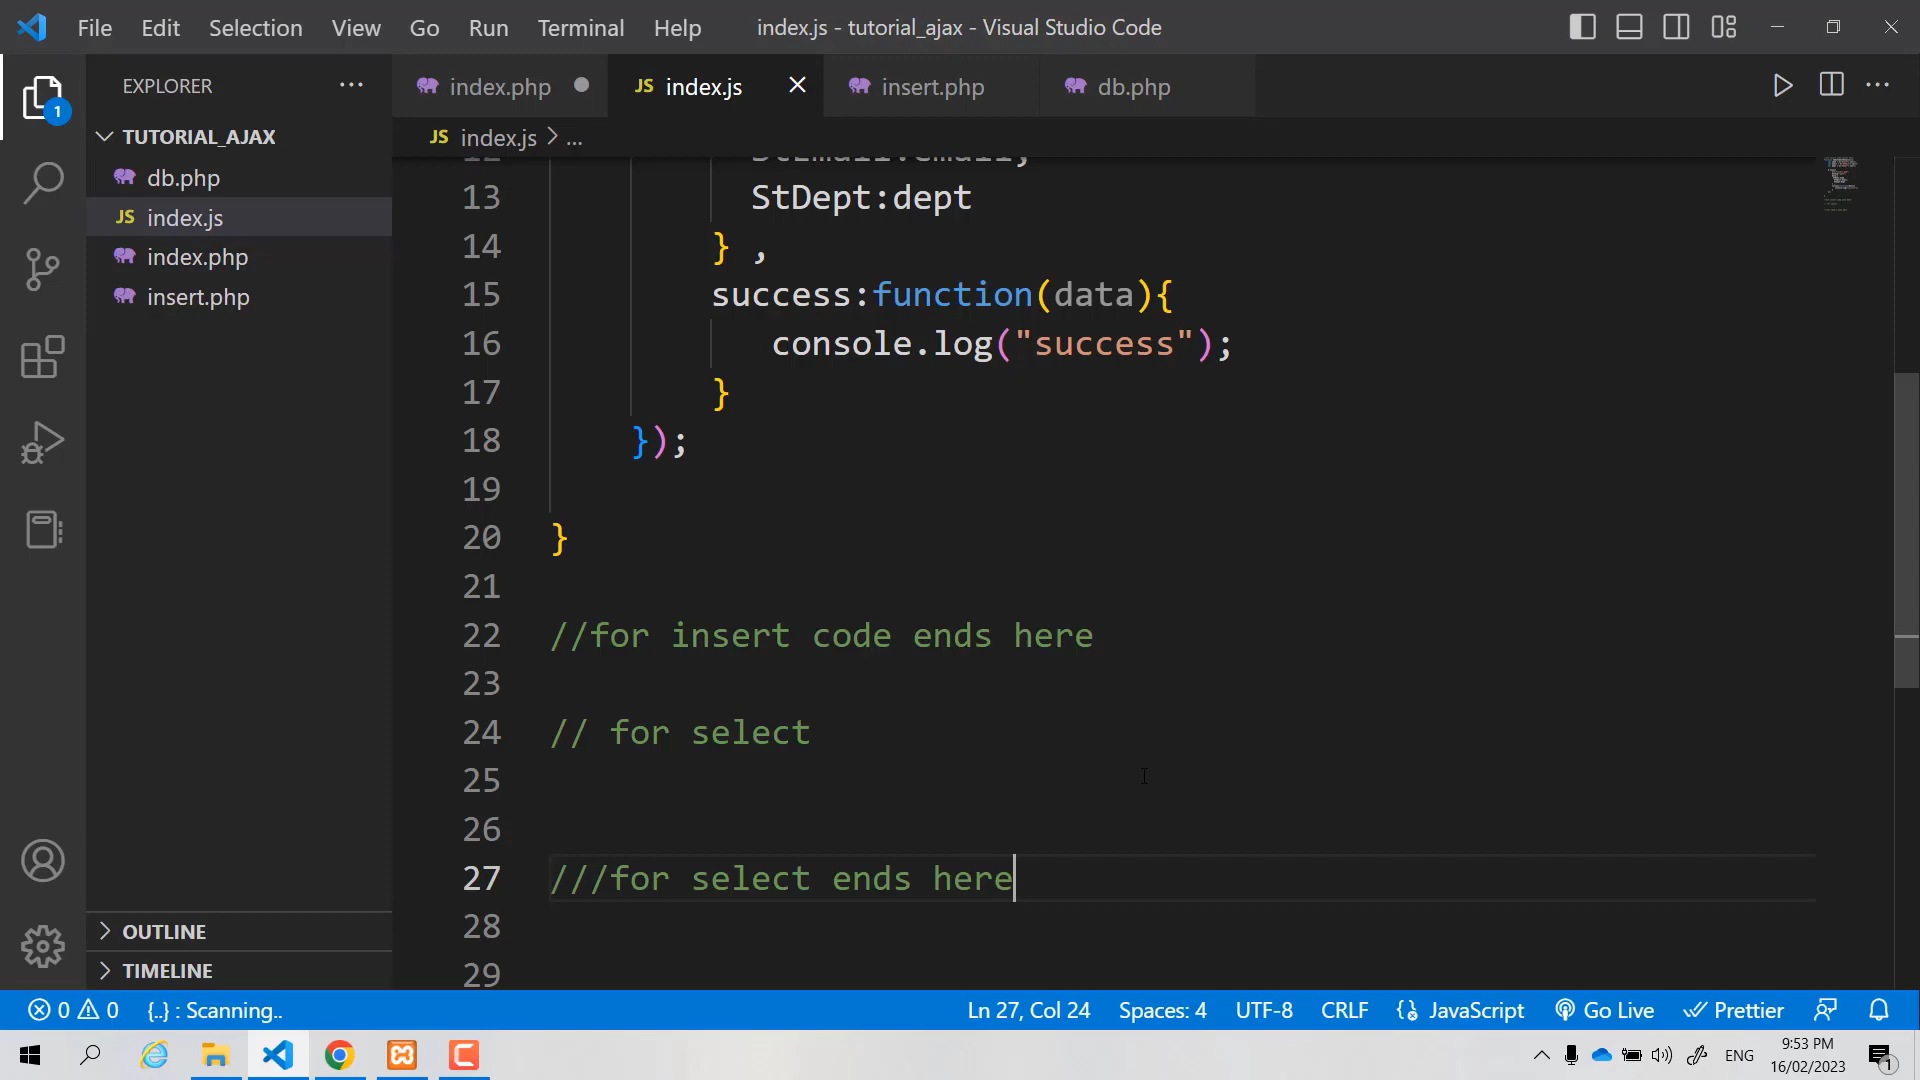 File Edit Selection View Go Run Terminal Help index.js - tutorial_ajax - Visual Studio Code
EXPLORER
index.php JS index.js insert.php db.php
1
TUTORIAL_AJAX
JS index.js > ...
db.php
JS index.js
index.php
insert.php
13 StDept:dept
14 } ,
15 success:function(data){
16 console.log("success");
17 }
18 });
19
20 }
21
22 //for insert code ends here
23
24 // for select
25
26
27 ///for select ends here
28
29
OUTLINE
TIMELINE
0 0 {..} : Scanning.. Ln 27, Col 24 Spaces: 4 UTF-8 CRLF JavaScript Go Live Prettier
ENG 9:53 PM
16/02/2023
1